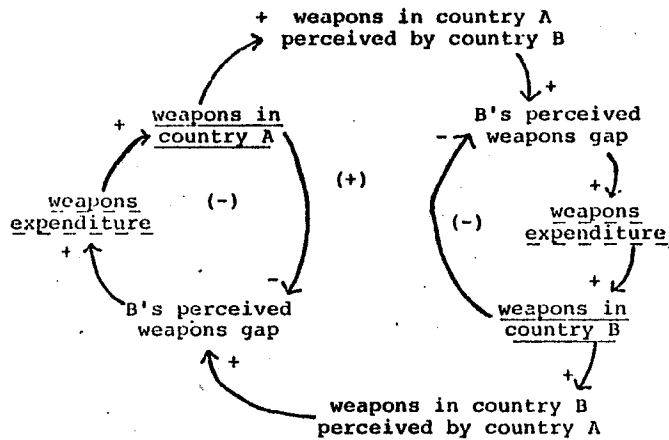 + weapons in country A
perceived by country B
+
weapons in
country A
+
B's perceived
weapons gap
-
+
weapons
expenditure
(-)
(+)
(-)
weapons
expenditure
+
+
-
B's perceived
weapons gap
weapons in
country B
+
+
weapons in country B
perceived by country A